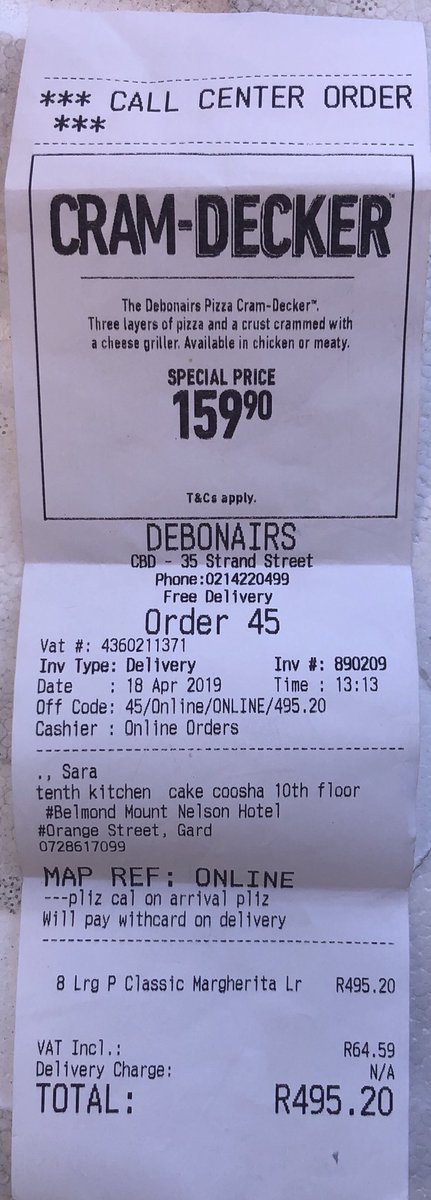 *** CALL CENTER ORDER
***
CRAM-DECKER™
The Debonairs Pizza Cram-Decker™.
Three layers of pizza and a crust crammed with
a cheese griller. Available in chicken or meaty.
SPECIAL PRICE
15990
T&Cs apply.
DEBONAIRS
CBD - 35 Strand Street
Phone:0214220499
Free Delivery
Order 45
Vat #: 4360211371
Inv Type: Delivery Inv #: 890209
Date : 18 Apr 2019 Time : 13:13
Off Code: 45/Online/ONLINE/495.20
Cashier : Online Orders
., Sara
tenth kitchen cake coosha 10th floor
#Belmond Mount Nelson Hotel
#Orange Street, Gard
0728617099
MAP REF: ONLINE
---pliz cal on arrival pliz
Will pay withcard on delivery
8 Lrg P Classic Margherita Lr R495.20
VAT Incl.: R64.59
Delivery Charge: N/A
TOTAL: R495.20